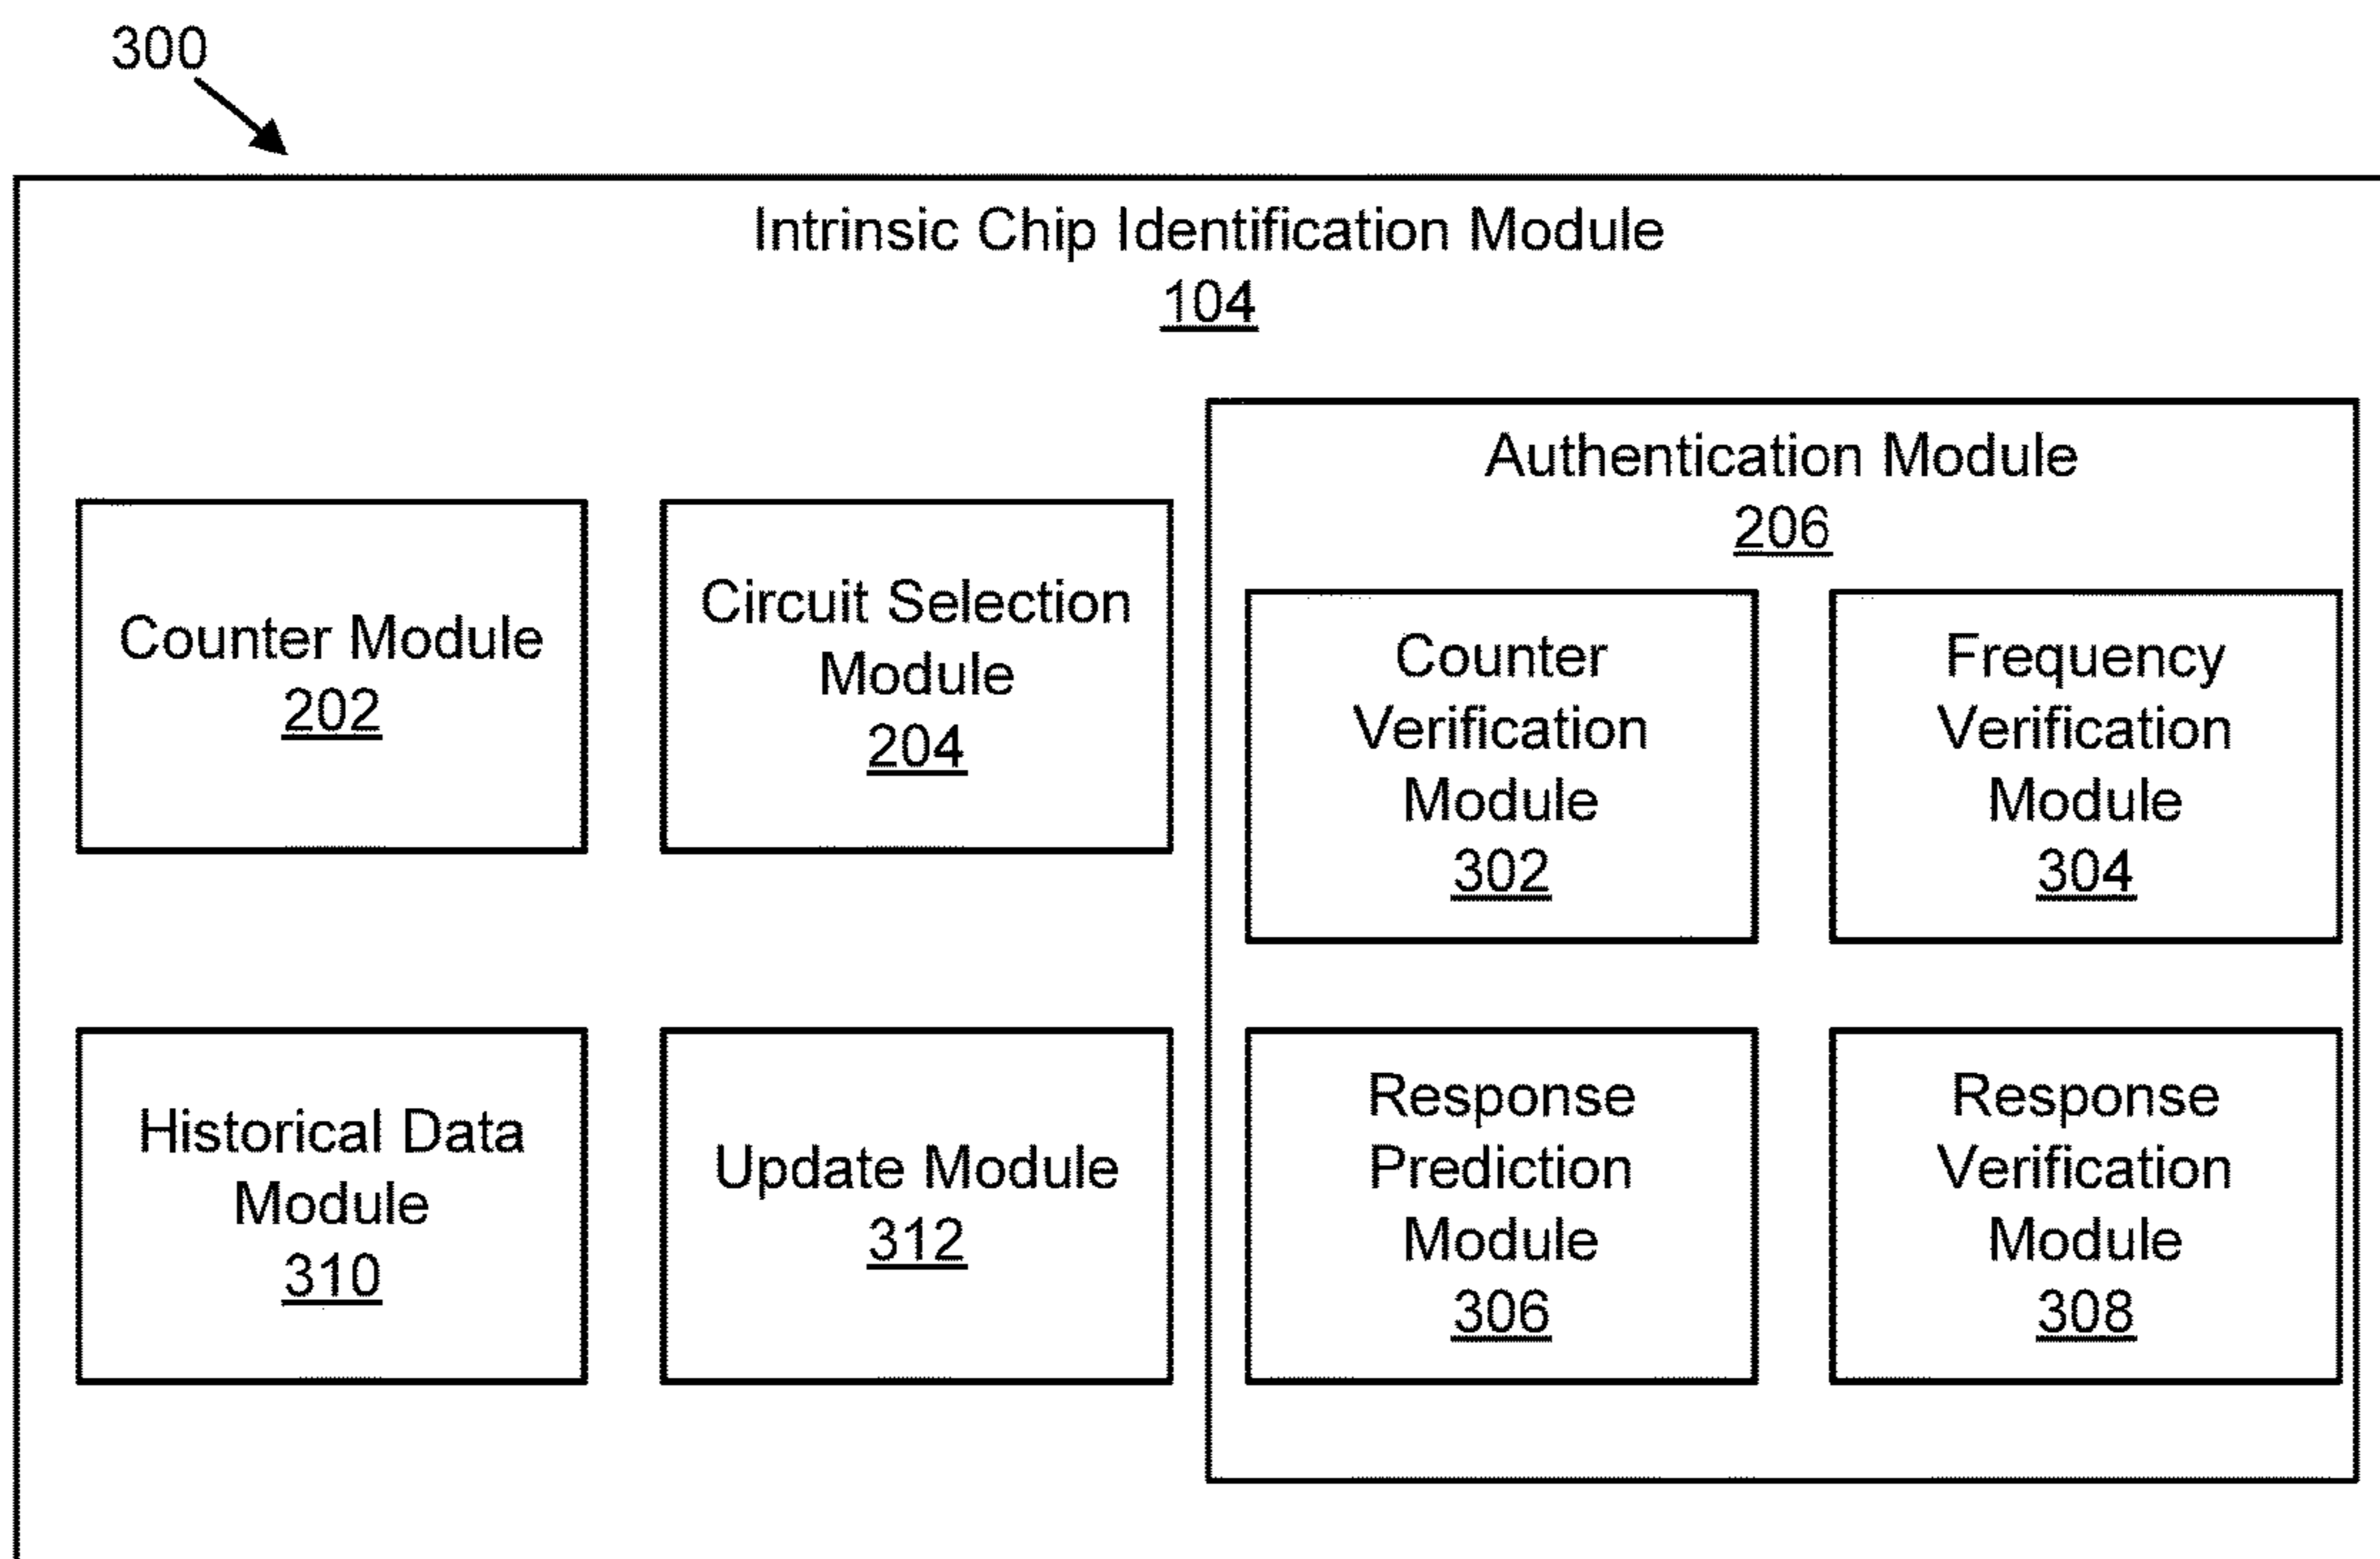 300
Intrinsic Chip Identification Module
104
Authentication Module
206
Counter Module
202
Circuit Selection
Module
204
Counter
Verification
Module
302
Frequency
Verification
Module
304
Historical Data
Module
310
Update Module
312
Response
Prediction
Module
306
Response
Verification
Module
308